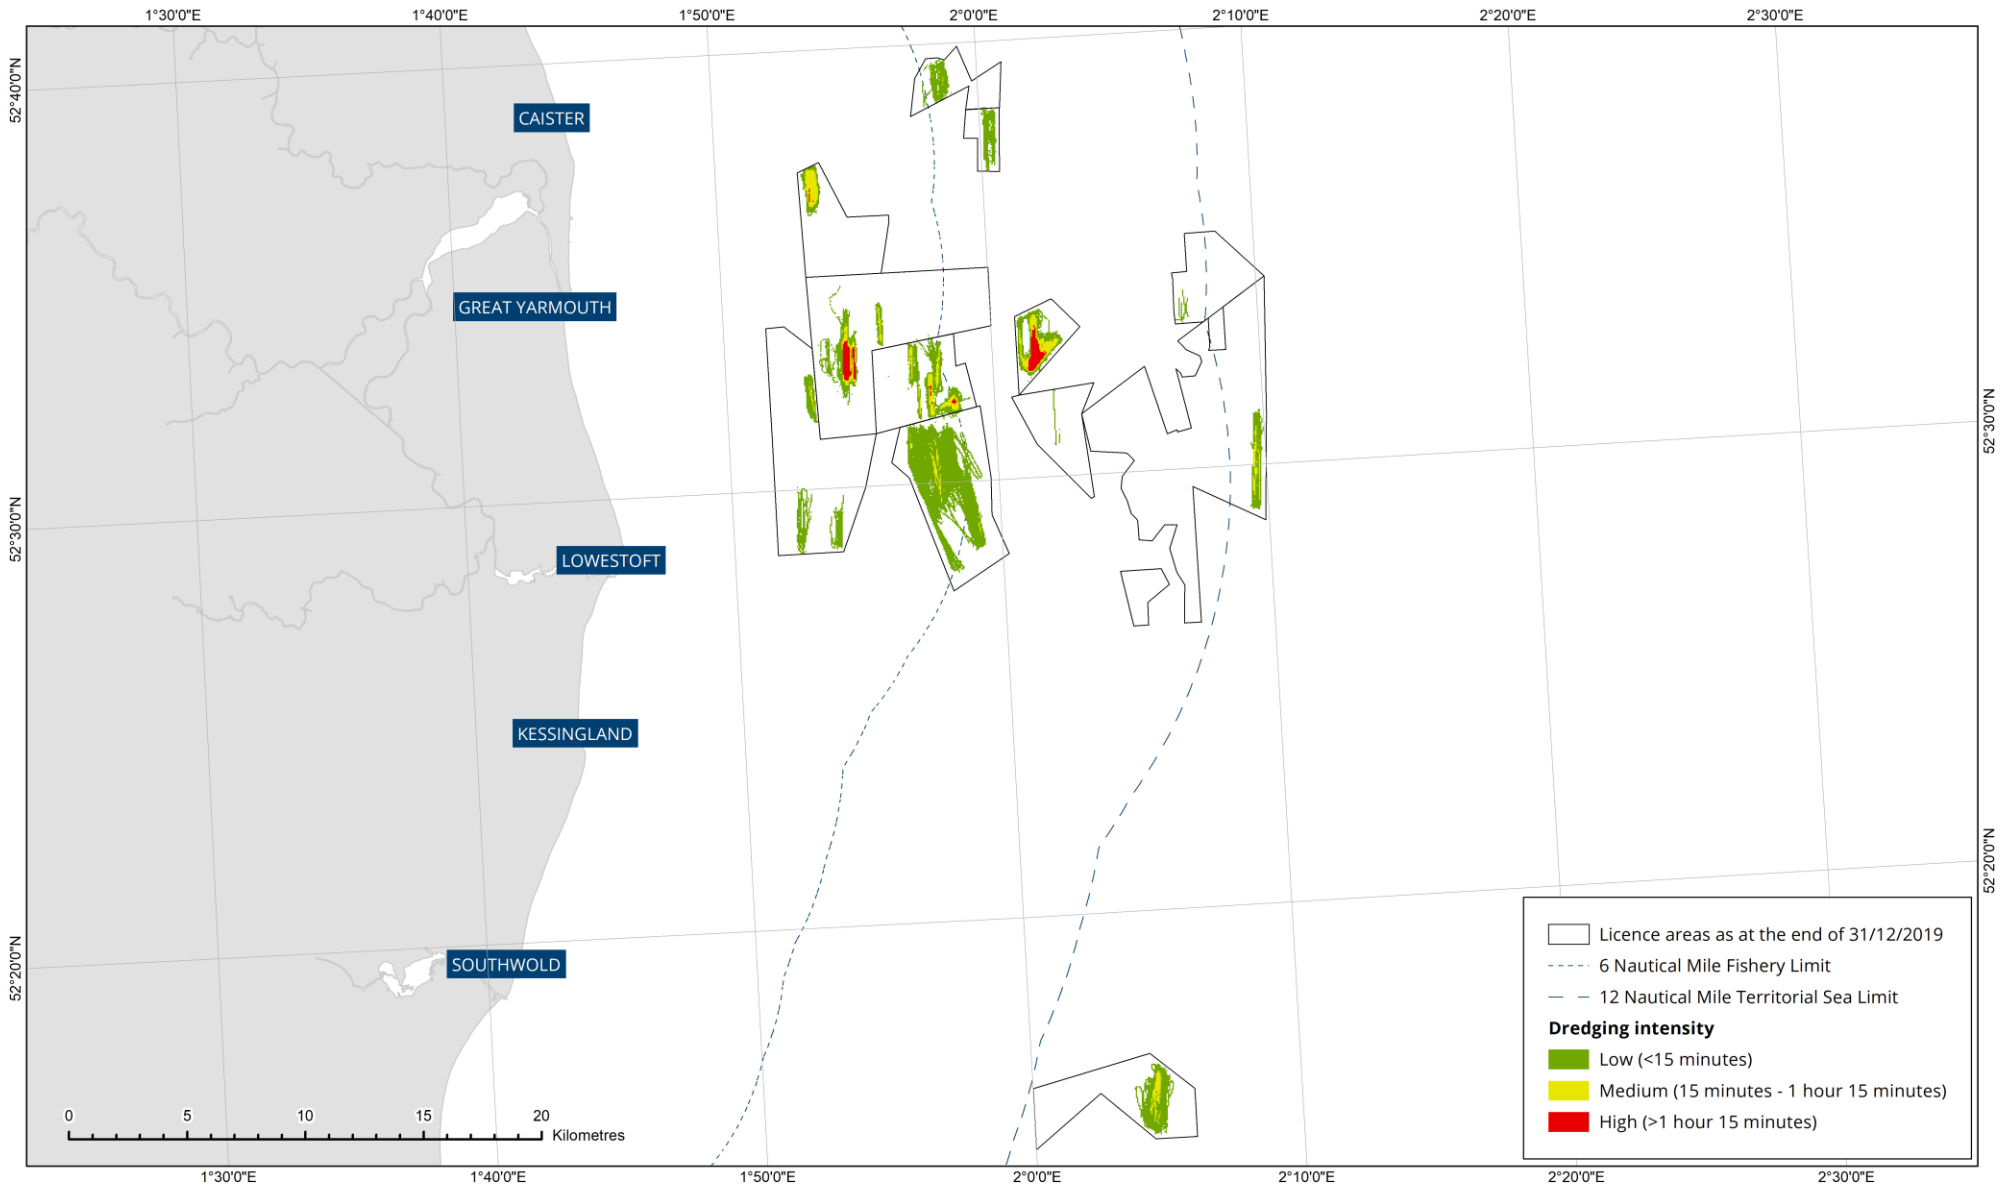 1°30'0"E 1°40'0"E 1°50'0"E 2°0'0"E 2°10'0"E 2°20'0"E 2°30'0"E
52°40'0"N
CAISTER
GREAT YARMOUTH
52°30'0"N
52°30'0"N
LOWESTOFT
KESSINGLAND
52°20'0"N
52°20'0"N
SOUTHWOLD
Licence areas as at the end of 31/12/2019
6 Nautical Mile Fishery Limit
12 Nautical Mile Territorial Sea Limit
Dredging intensity
Low (<15 minutes)
Medium (15 minutes - 1 hour 15 minutes)
High (>1 hour 15 minutes)
0 5 10 15 20
Kilometres
1°30'0"E 1°40'0"E 1°50'0"E 2°0'0"E 2°10'0"E 2°20'0"E 2°30'0"E